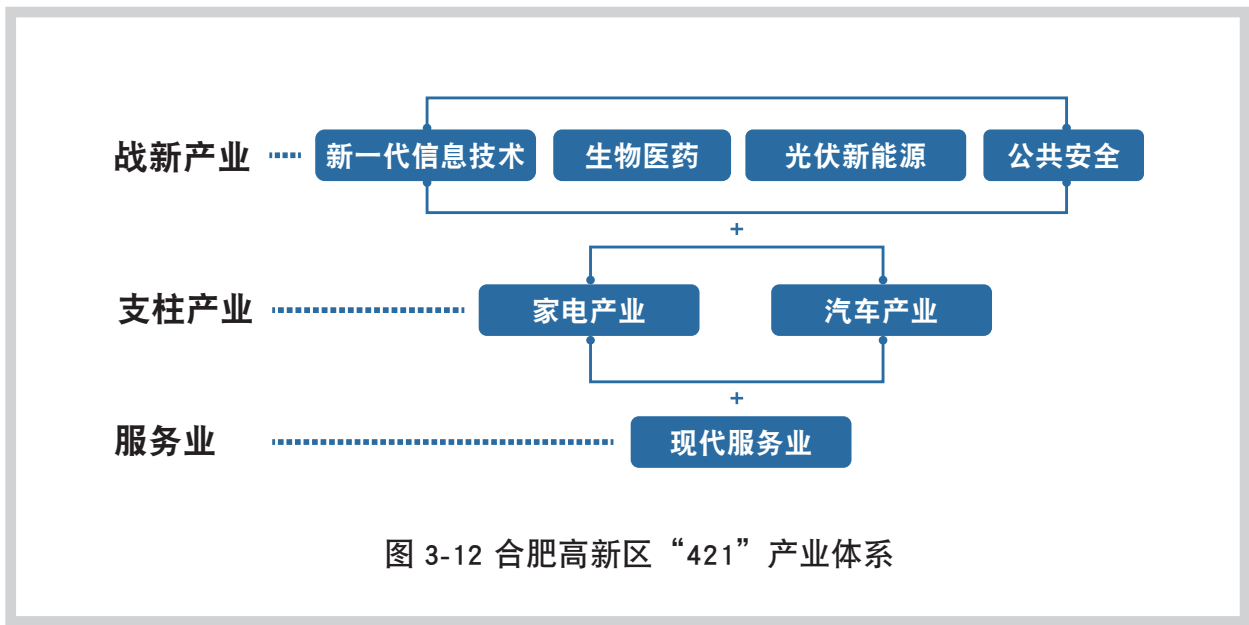 战新产业 新一代信息技术 生物医药 光伏新能源 公共安全
+
支柱产业 家电产业 汽车产业
+
服务业 现代服务业
图 3-12 合肥高新区“421”产业体系